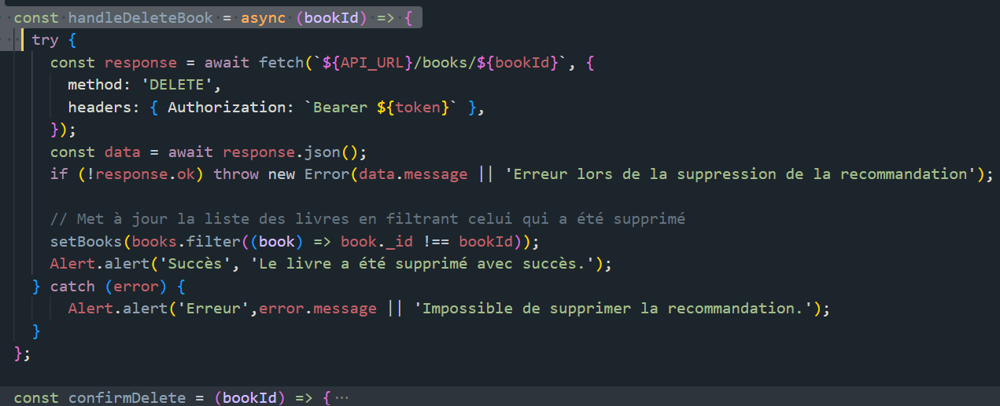 const handleDeleteBook = async (bookId) => {
try {
const response = await fetch(`${API_URL}/books/${bookId}`, {
method: 'DELETE',
headers: { Authorization: `Bearer ${token}` },
});
const data = await response.json();
if (!response.ok) throw new Error(data.message || 'Erreur lors de la suppression de la recommandation');
// Met à jour la liste des livres en filtrant celui qui a été supprimé
setBooks(books.filter((book) => book._id !== bookId));
Alert.alert('Succès', 'Le livre a été supprimé avec succès.');
} catch (error) {
Alert.alert('Erreur',error.message || 'Impossible de supprimer la recommandation.');
}
};
const confirmDelete = (bookId) => {…